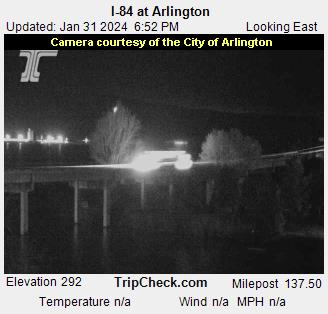 I-84 at Arlington
Updated: Jan 31 2024 6:52 PM Looking East
Camera courtesy of the City of Arlington
Elevation 292 TripCheck.com Milepost 137.50
Temperature n/a Wind n/a MPH n/a